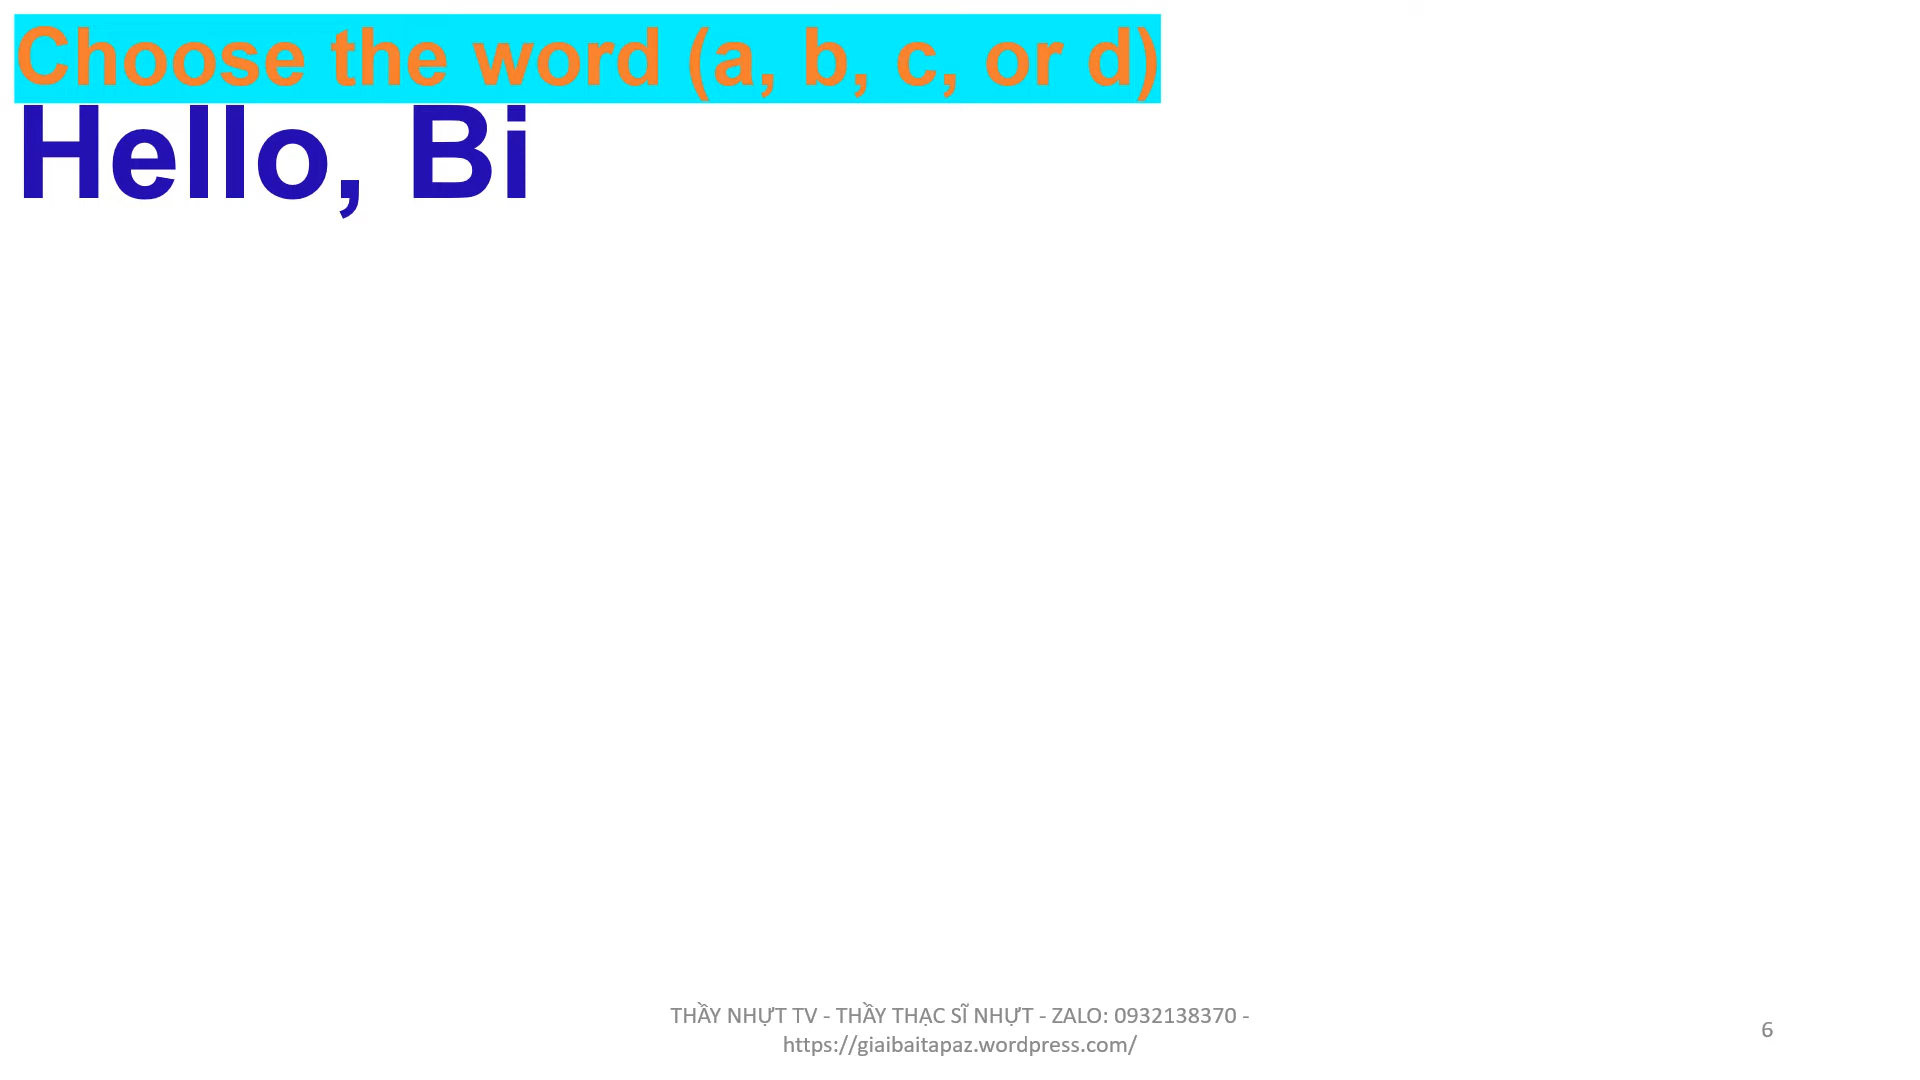 Choose the word (a, b, c, or d)
Hello, Bi
THẦY NHỰT TV - THẦY THẠC SĨ NHỰT - ZALO: 0932138370 -
https://giaibaitapaz.wordpress.com/
6